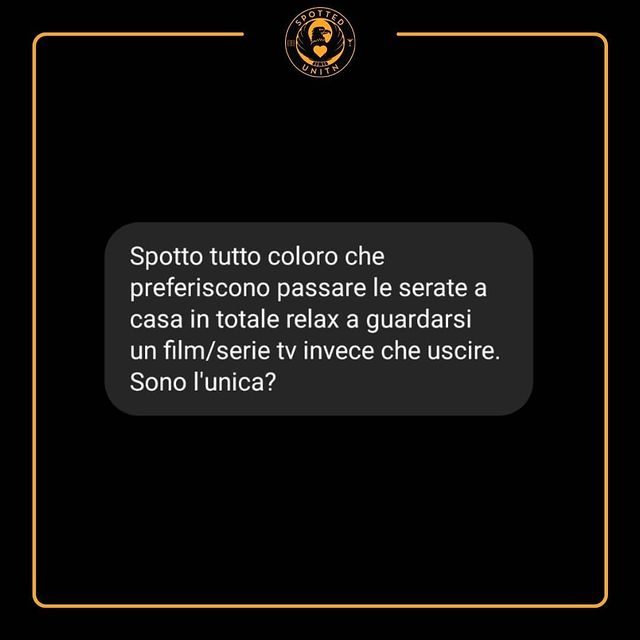 SPOTTED
UNITN
Spotto tutto coloro che
preferiscono passare le serate a
casa in totale relax a guardarsi
un film/serie tv invece che uscire.
Sono l'unica?